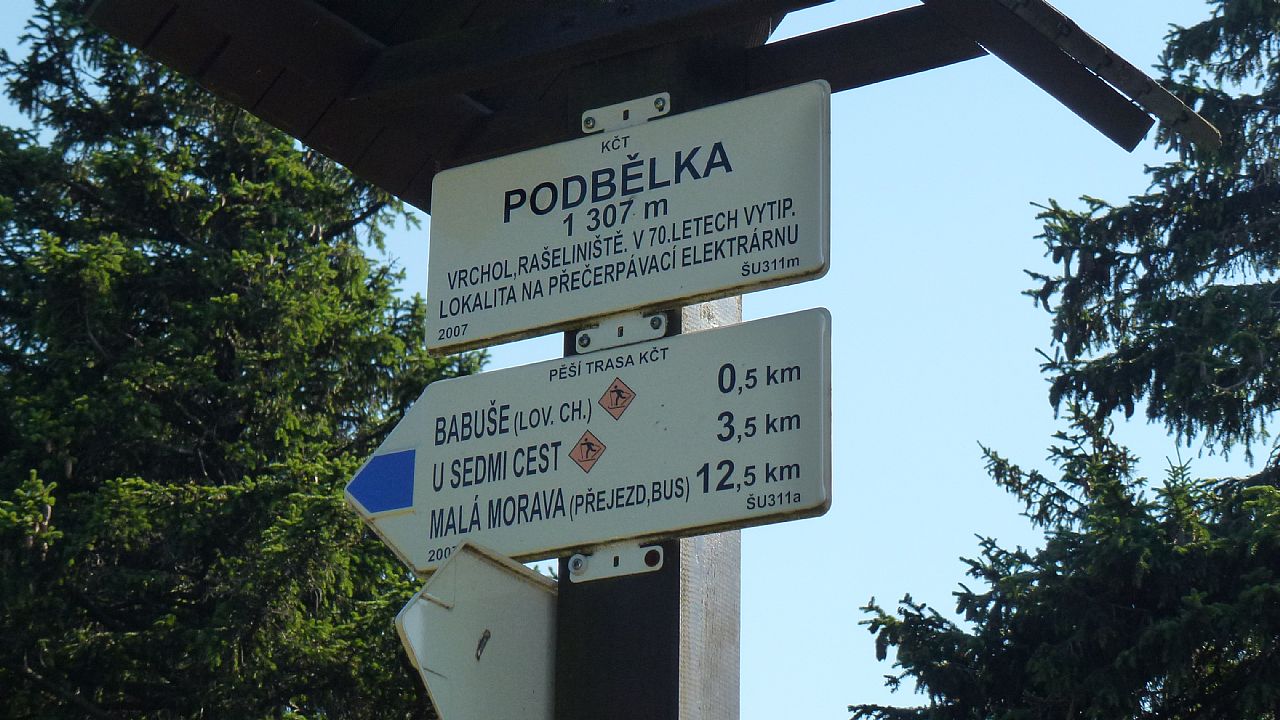 KČT
PODBĚLKA
1 307 m
VRCHOL,RAŠELINIŠTĚ. V 70.LETECH VYTIP.
LOKALITA NA PŘEČERPÁVACÍ ELEKTRÁRNU
2007 ŠU311m
PĚŠÍ TRASA KČT
BABUŠE (LOV. CH.) 0,5 km
U SEDMI CEST 3,5 km
MALÁ MORAVA (PŘEJEZD,BUS) 12,5 km
2007 ŠU311a